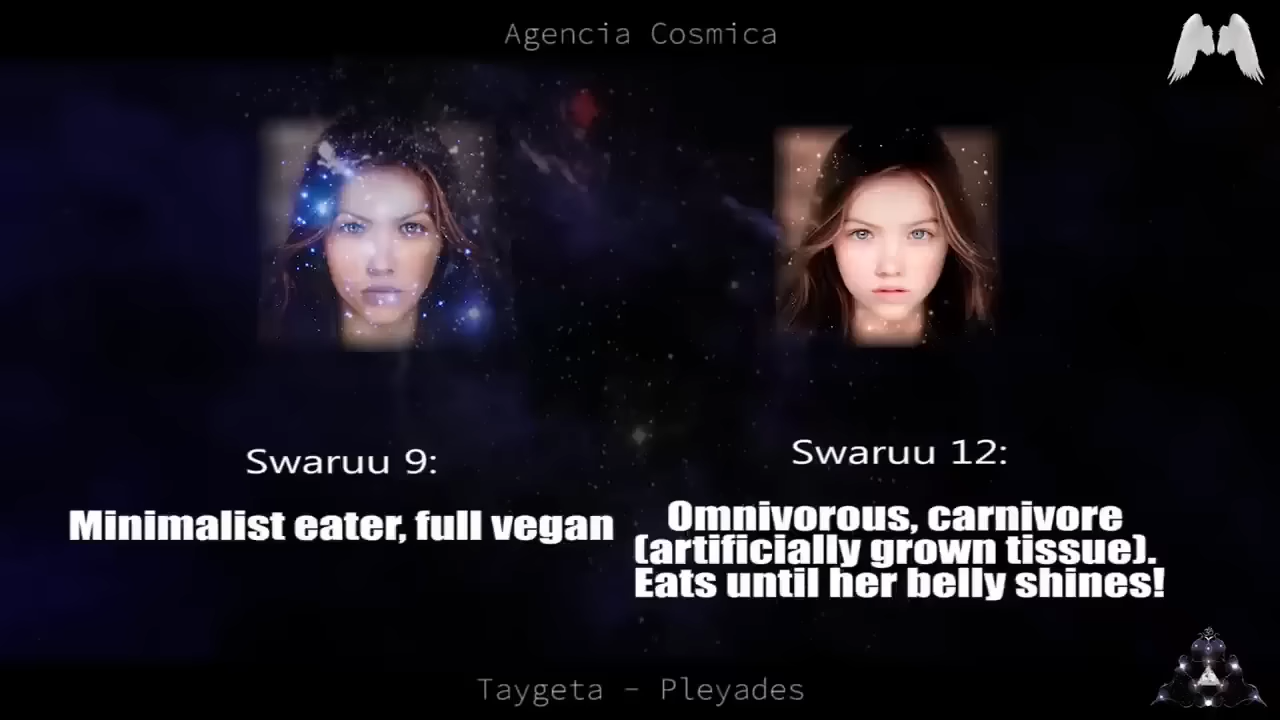 Agencia Cosmica
Swaruu 9:
Minimalist eater, full vegan
Swaruu 12:
Omnivorous, carnivore
(artificially grown tissue).
Eats until her belly shines!
Taygeta - Pleyades